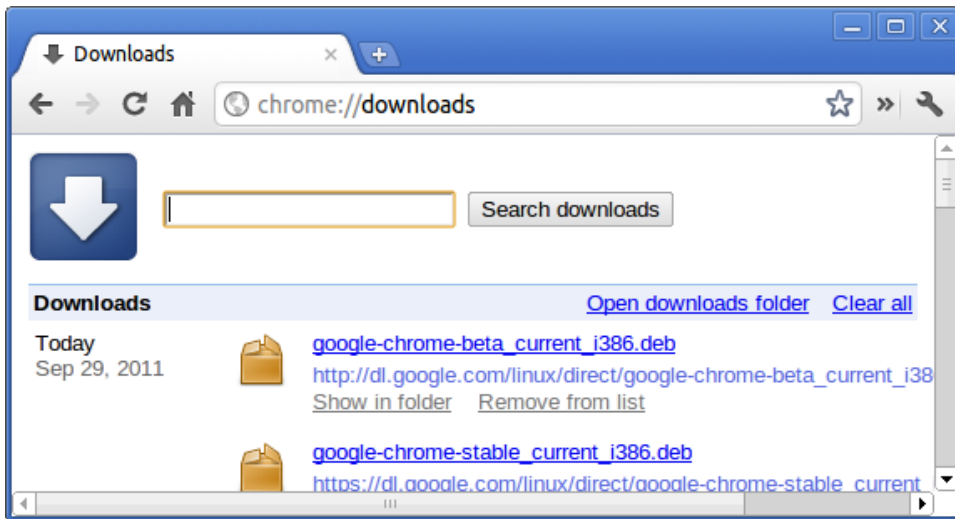 Downloads
chrome://downloads
Search downloads
Downloads Open downloads folder Clear all
Today google-chrome-beta_current_i386.deb
Sep 29, 2011 http://dl.google.com/linux/direct/google-chrome-beta_current_i38
Show in folder Remove from list
google-chrome-stable_current_i386.deb
https://dl.google.com/linux/direct/google-chrome-stable_current